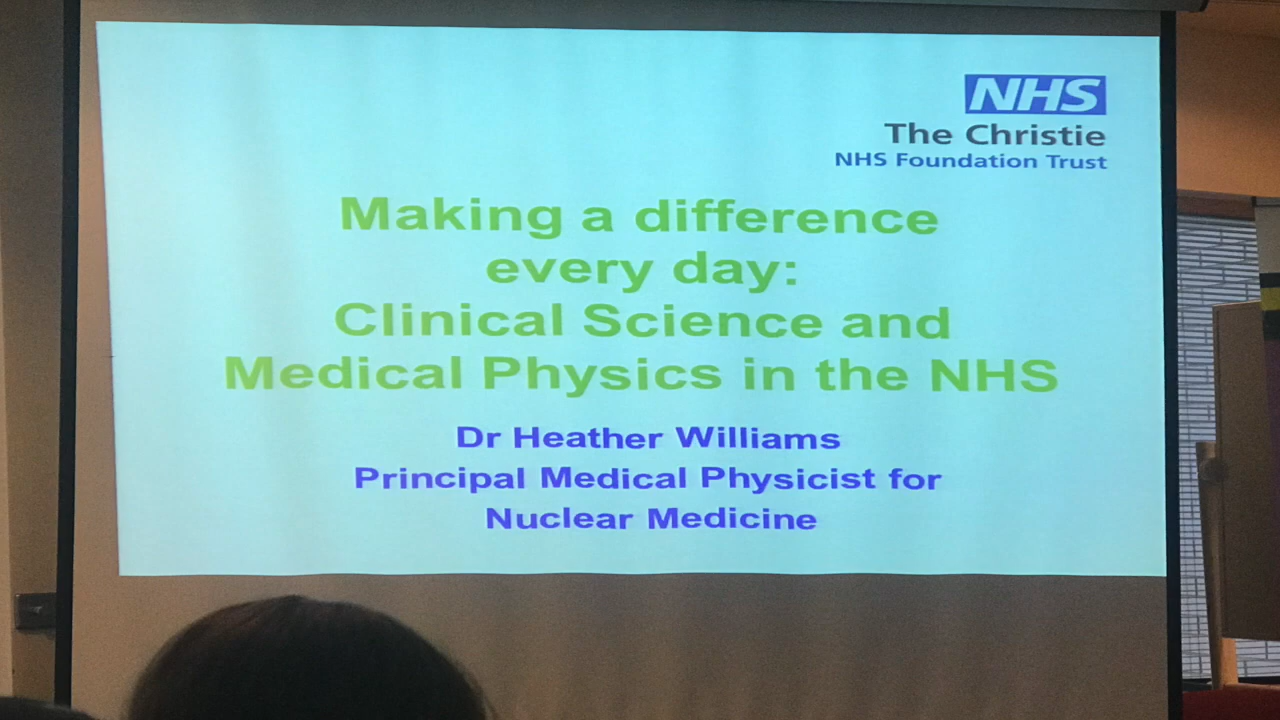 NHS
The Christie
NHS Foundation Trust
Making a difference
every day:
Clinical Science and
Medical Physics in the NHS
Dr Heather Williams
Principal Medical Physicist for
Nuclear Medicine